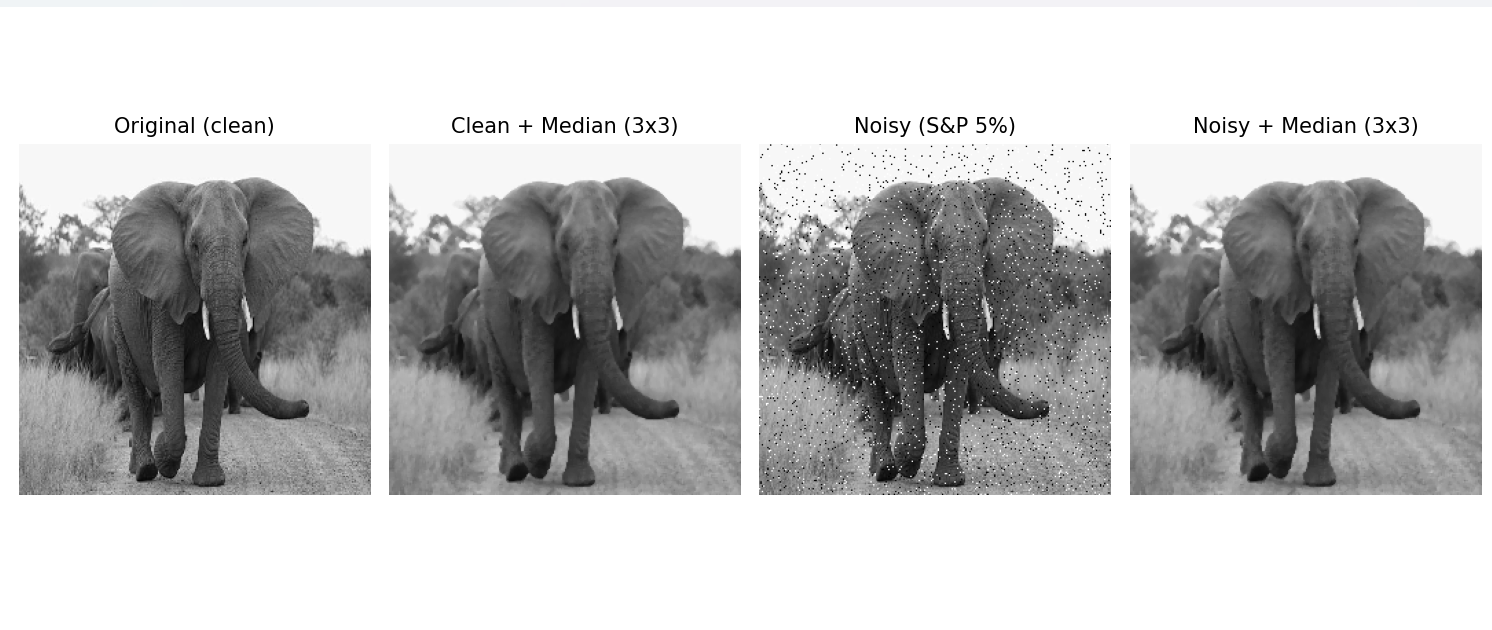 Original (clean)
Clean + Median (3x3)
Noisy (S&P 5%)
Noisy + Median (3x3)